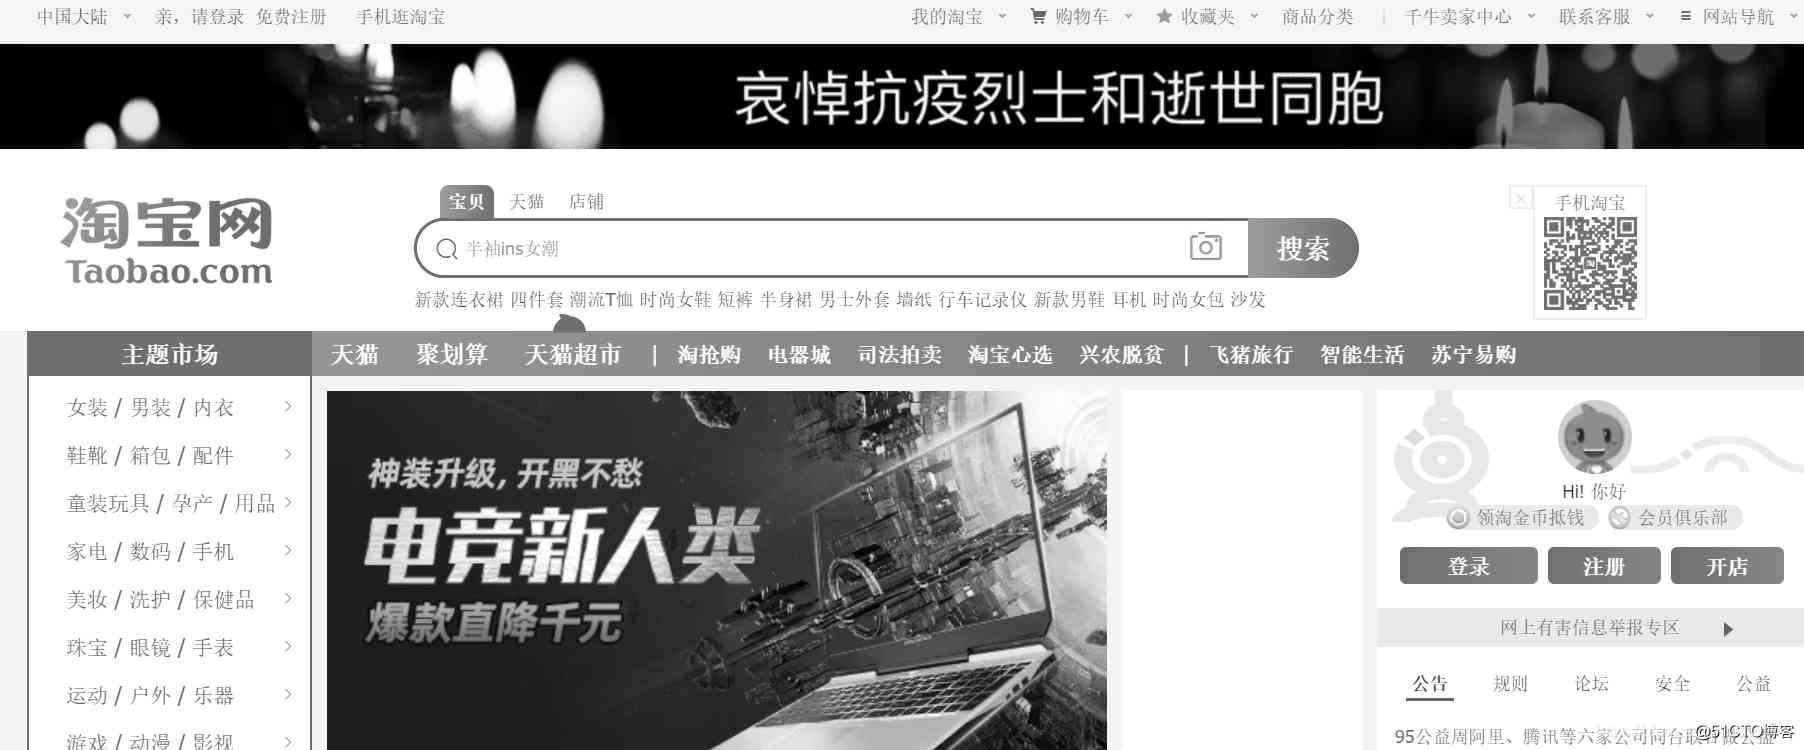 中国大陆 亲，请登录 免费注册 手机逛淘宝 我的淘宝 购物车 收藏夹 商品分类 千牛卖家中心 联系客服 网站导航
哀悼抗疫烈士和逝世同胞
淘宝网
Taobao.com
宝贝 天猫 店铺
半袖ins女潮 搜索
新款连衣裙 四件套 潮流T恤 时尚女鞋 短裤 半身裙 男士外套 墙纸 行车记录仪 新款男鞋 耳机 时尚女包 沙发
手机淘宝
主题市场 天猫 聚划算 天猫超市 | 淘抢购 电器城 司法拍卖 淘宝心选 兴农脱贫 | 飞猪旅行 智能生活 苏宁易购
女装 / 男装 / 内衣
鞋靴 / 箱包 / 配件
童装玩具 / 孕产 / 用品
家电 / 数码 / 手机
美妆 / 洗护 / 保健品
珠宝 / 眼镜 / 手表
运动 / 户外 / 乐器
游戏 / 动漫 / 影视
神装升级, 开黑不愁
电竞新人类
爆款直降千元
Hi! 你好
领淘金币抵钱 会员俱乐部
登录 注册 开店
网上有害信息举报专区
公告 规则 论坛 安全 公益
95公益周阿里、腾讯等六家公司同台联合做公益
@51CTO博客